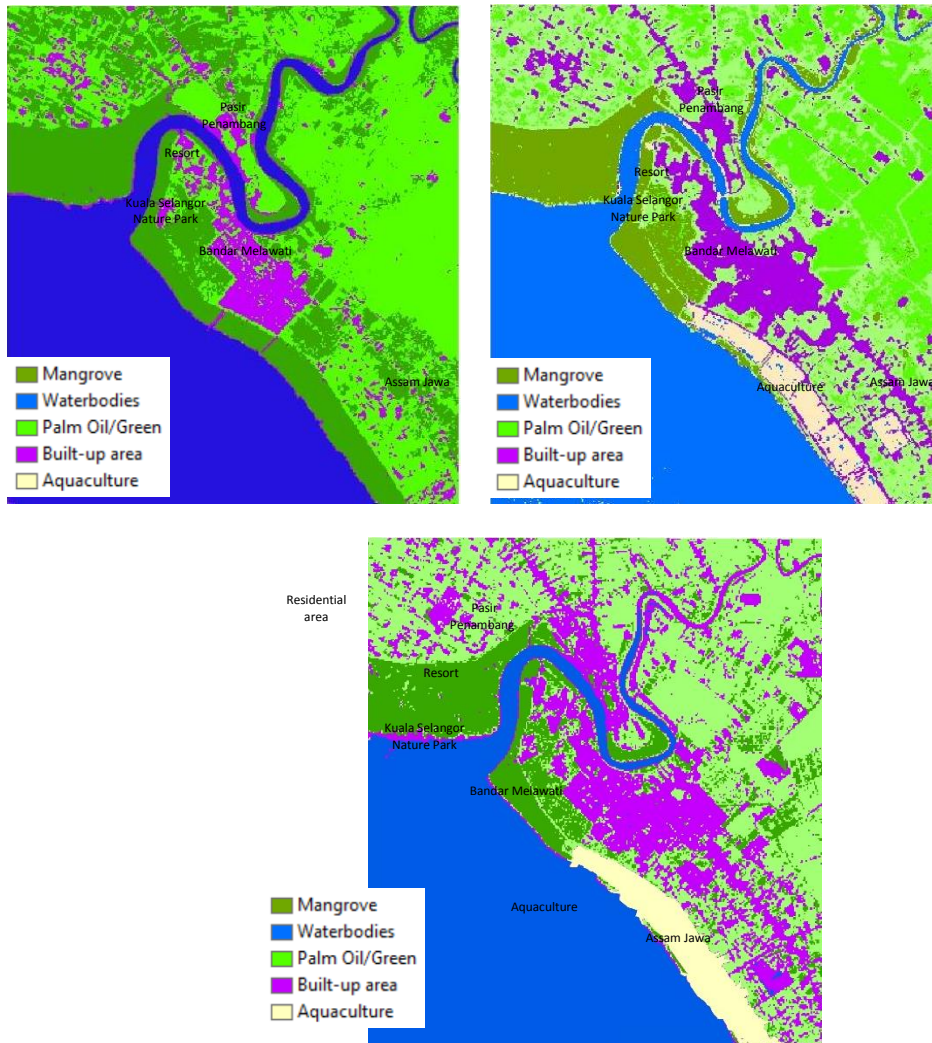 Pasir
Penambang
Resort
Kuala Selangor
Nature Park
Bandar Melawati
Assam Jawa
Mangrove
Waterbodies
Palm Oil/Green
Built-up area
Aquaculture
Pasir
Penambang
Resort
Kuala Selangor
Nature Park
Bandar Melawati
Aquaculture
Assam Jawa
Mangrove
Waterbodies
Palm Oil/Green
Built-up area
Aquaculture
Residential
area
Pasir
Penambang
Resort
Kuala Selangor
Nature Park
Bandar Melawati
Aquaculture
Assam Jawa
Mangrove
Waterbodies
Palm Oil/Green
Built-up area
Aquaculture